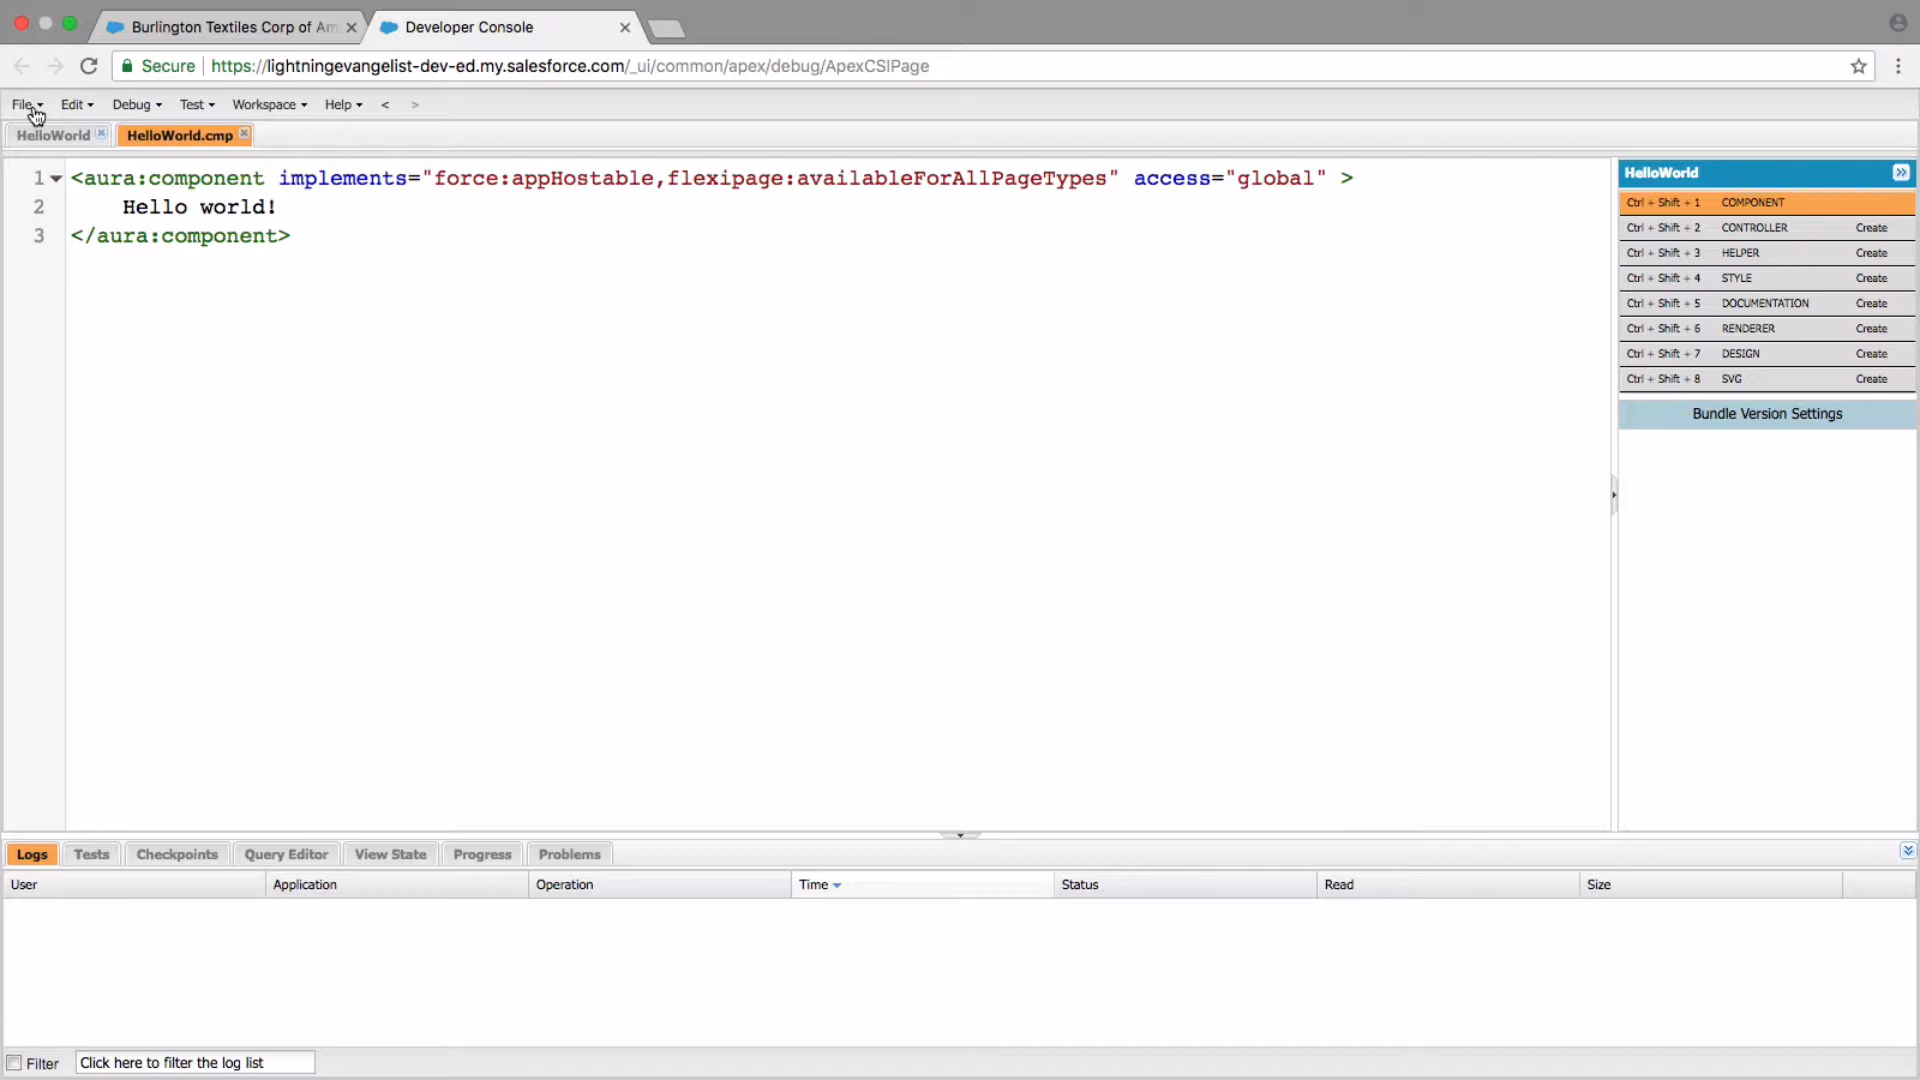 Burlington Textiles Corp of Am
Developer Console
Secure https://lightningevangelist-dev-ed.my.salesforce.com/_ui/common/apex/debug/ApexCSIPage
File Edit Debug Test Workspace Help < >
HelloWorld HelloWorld.cmp
1 <aura:component implements="force:appHostable,flexipage:availableForAllPageTypes" access="global" >
2 Hello world!
3 </aura:component>
HelloWorld
Ctrl + Shift + 1 COMPONENT
Ctrl + Shift + 2 CONTROLLER Create
Ctrl + Shift + 3 HELPER Create
Ctrl + Shift + 4 STYLE Create
Ctrl + Shift + 5 DOCUMENTATION Create
Ctrl + Shift + 6 RENDERER Create
Ctrl + Shift + 7 DESIGN Create
Ctrl + Shift + 8 SVG Create
Bundle Version Settings
Logs Tests Checkpoints Query Editor View State Progress Problems
User Application Operation Time Status Read Size
Filter Click here to filter the log list